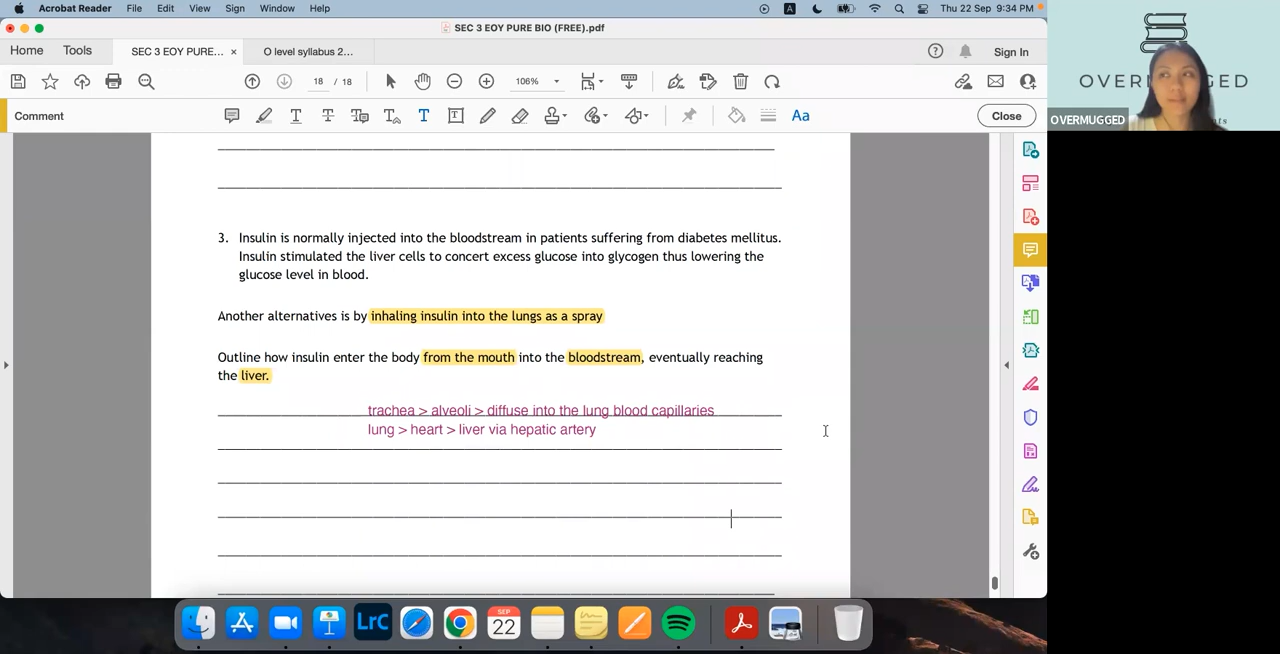 Acrobat Reader File Edit View Sign Window Help
Thu 22 Sep 9:34 PM
SEC 3 EOY PURE BIO (FREE).pdf
Home Tools SEC 3 EOY PURE... × O level syllabus 2... Sign In
18 / 18 106%
Comment Aa Close
OVERMUGGED
OVERMUGGED
3. Insulin is normally injected into the bloodstream in patients suffering from diabetes mellitus.
Insulin stimulated the liver cells to concert excess glucose into glycogen thus lowering the
glucose level in blood.
Another alternatives is by inhaling insulin into the lungs as a spray
Outline how insulin enter the body from the mouth into the bloodstream, eventually reaching
the liver.
trachea > alveoli > diffuse into the lung blood capillaries
lung > heart > liver via hepatic artery
LrC
SEP
22